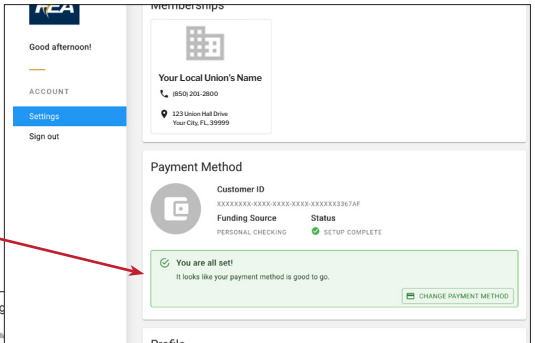 FEA
Good afternoon!
ACCOUNT
Settings
Sign out
Memberships
Your Local Union's Name
(850) 201-2800
123 Union Hall Drive
Your City, FL, 39999
Payment Method
Customer ID
XXXXXXXX-XXXX-XXXX-XXXX-XXXXXX3367AF
Funding Source Status
PERSONAL CHECKING SETUP COMPLETE
You are all set!
It looks like your payment method is good to go.
CHANGE PAYMENT METHOD
Profile